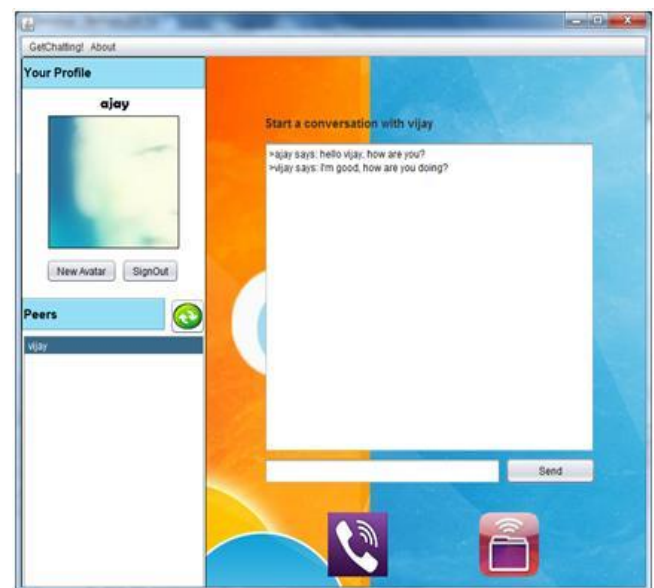 GetChatting! About
Your Profile
ajay
Start a conversation with vijay
>ajay says: hello vijay, how are you?
>vijay says: I'm good, how are you doing?
New Avatar SignOut
Peers
vijay
Send